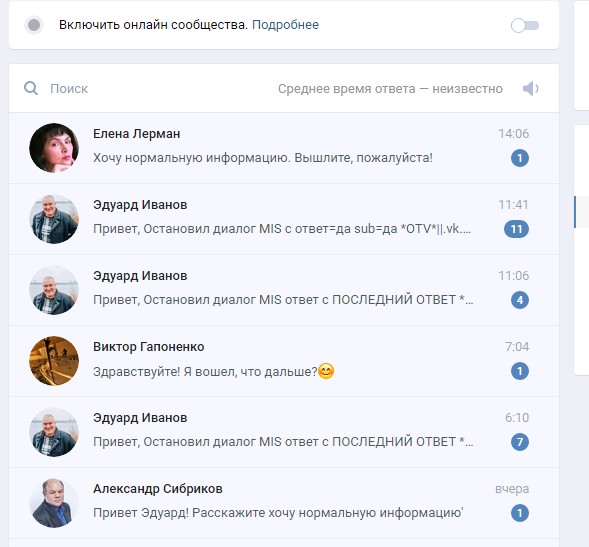 Включить онлайн сообщества. Подробнее
Поиск Среднее время ответа — неизвестно
Елена Лерман 14:06
Хочу нормальную информацию. Вышлите, пожалуйста! 1
Эдуард Иванов 11:41
Привет, Остановил диалог MIS с ответ=да sub=да *OTV*||.vk.... 11
Эдуард Иванов 11:06
Привет, Остановил диалог MIS ответ с ПОСЛЕДНИЙ ОТВЕТ *... 4
Виктор Гапоненко 7:04
Здравствуйте! Я вошел, что дальше?😊 1
Эдуард Иванов 6:10
Привет, Остановил диалог MIS ответ с ПОСЛЕДНИЙ ОТВЕТ *... 7
Александр Сибриков вчера
Привет Эдуард! Расскажите хочу нормальную информацию' 1